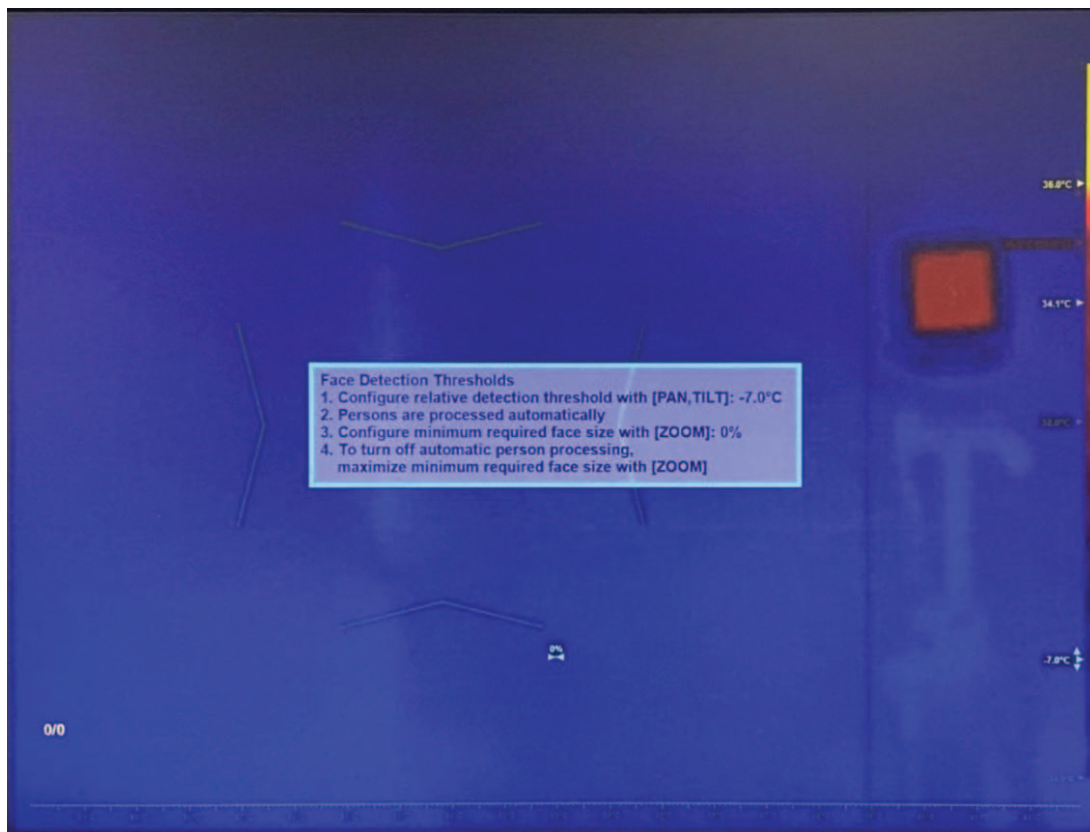 36.0°C
34.1°C
Face Detection Thresholds
1. Configure relative detection threshold with [PAN,TILT]: -7.0°C
2. Persons are processed automatically
3. Configure minimum required face size with [ZOOM]: 0%
4. To turn off automatic person processing,
maximize minimum required face size with [ZOOM]
0%
-7.0°C
0/0